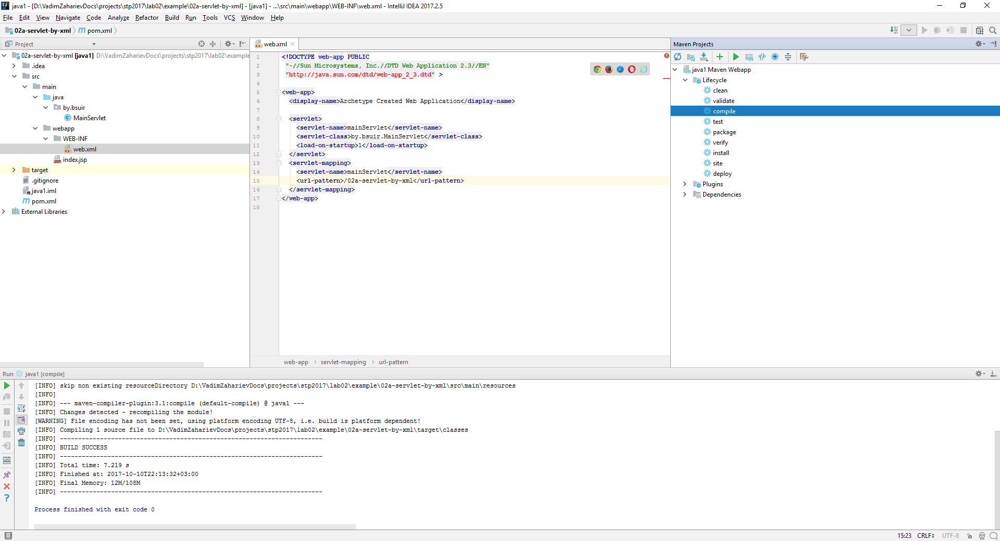 java1 - [D:\VadimZaharievDocs\projects\stp2017\lab02\example\02a-servlet-by-xml] - [java1] - ...\src\main\webapp\WEB-INF\web.xml - IntelliJ IDEA 2017.2.5
File Edit View Navigate Code Analyze Refactor Build Run Tools VCS Window Help
02a-servlet-by-xml pom.xml
Project
web.xml
Maven Projects
02a-servlet-by-xml [java1] D:\VadimZaharievDocs\projects\stp2017\lab02\example
.idea
src
main
java
by.bsuir
MainServlet
webapp
WEB-INF
web.xml
index.jsp
target
.gitignore
java1.iml
pom.xml
External Libraries
1 <!DOCTYPE web-app PUBLIC
2 "-//Sun Microsystems, Inc.//DTD Web Application 2.3//EN"
3 "http://java.sun.com/dtd/web-app_2_3.dtd" >
4
5 <web-app>
6 <display-name>Archetype Created Web Application</display-name>
7
8 <servlet>
9 <servlet-name>mainServlet</servlet-name>
10 <servlet-class>by.bsuir.MainServlet</servlet-class>
11 <load-on-startup>1</load-on-startup>
12 </servlet>
13 <servlet-mapping>
14 <servlet-name>mainServlet</servlet-name>
15 <url-pattern>/02a-servlet-by-xml</url-pattern>
16 </servlet-mapping>
17 </web-app>
18
web-app servlet-mapping url-pattern
java1 Maven Webapp
Lifecycle
clean
validate
compile
test
package
verify
install
site
deploy
Plugins
Dependencies
Run java1 [compile]
[INFO] skip non existing resourceDirectory D:\VadimZaharievDocs\projects\stp2017\lab02\example\02a-servlet-by-xml\src\main\resources
[INFO]
[INFO] --- maven-compiler-plugin:3.1:compile (default-compile) @ java1 ---
[INFO] Changes detected - recompiling the module!
[WARNING] File encoding has not been set, using platform encoding UTF-8, i.e. build is platform dependent!
[INFO] Compiling 1 source file to D:\VadimZaharievDocs\projects\stp2017\lab02\example\02a-servlet-by-xml\target\classes
[INFO] ------------------------------------------------------------------------
[INFO] BUILD SUCCESS
[INFO] ------------------------------------------------------------------------
[INFO] Total time: 7.219 s
[INFO] Finished at: 2017-10-10T22:13:32+03:00
[INFO] Final Memory: 12M/108M
[INFO] ------------------------------------------------------------------------
Process finished with exit code 0
15:23 CRLF UTF-8